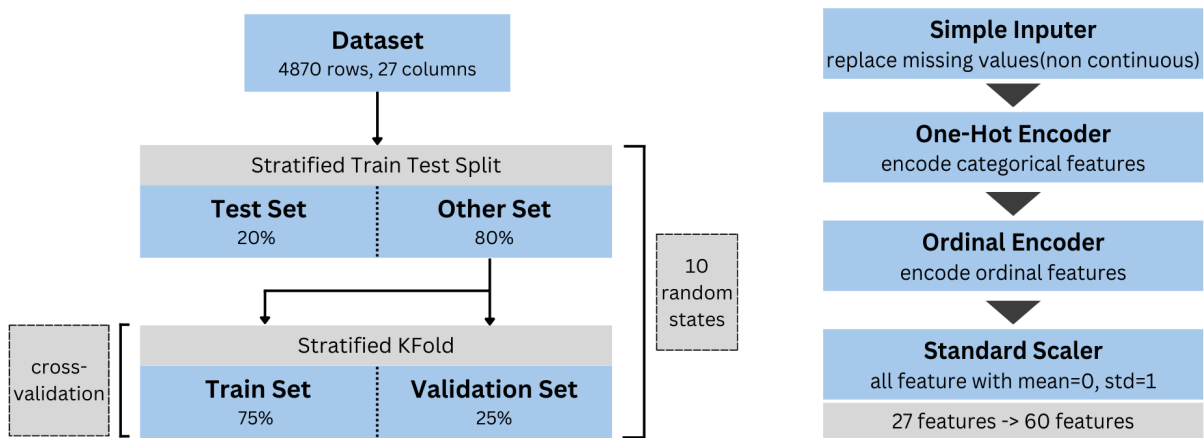 Dataset
4870 rows, 27 columns
Stratified Train Test Split
Test Set
20%
Other Set
80%
10
random
states
Stratified KFold
cross-
validation
Train Set
75%
Validation Set
25%
Simple Inputer
replace missing values(non continuous)
One-Hot Encoder
encode categorical features
Ordinal Encoder
encode ordinal features
Standard Scaler
all feature with mean=0, std=1
27 features -> 60 features